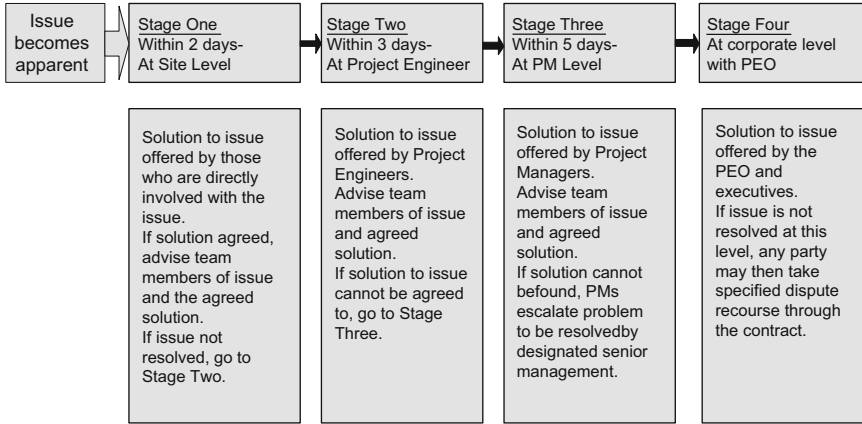 Issue
becomes
apparent
Stage One
Within 2 days-
At Site Level
Stage Two
Within 3 days-
At Project Engineer
Stage Three
Within 5 days-
At PM Level
Stage Four
At corporate level
with PEO
Solution to issue
offered by those
who are directly
involved with the
issue.
If solution agreed,
advise team
members of issue
and the agreed
solution.
If issue not
resolved, go to
Stage Two.
Solution to issue
offered by Project
Engineers.
Advise team
members of issue
and agreed
solution.
If solution to issue
cannot be agreed
to, go to Stage
Three.
Solution to issue
offered by Project
Managers.
Advise team
members of issue
and agreed
solution.
If solution cannot
befound, PMs
escalate problem
to be resolvedby
designated senior
management.
Solution to issue
offered by the
PEO and
executives.
If issue is not
resolved at this
level, any party
may then take
specified dispute
recourse through
the contract.